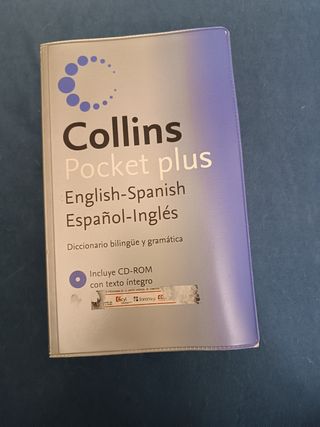 Collins
Pocket plus
English-Spanish
Español-Inglés
Diccionario bilingüe y gramática
Incluye CD-ROM
con texto íntegro